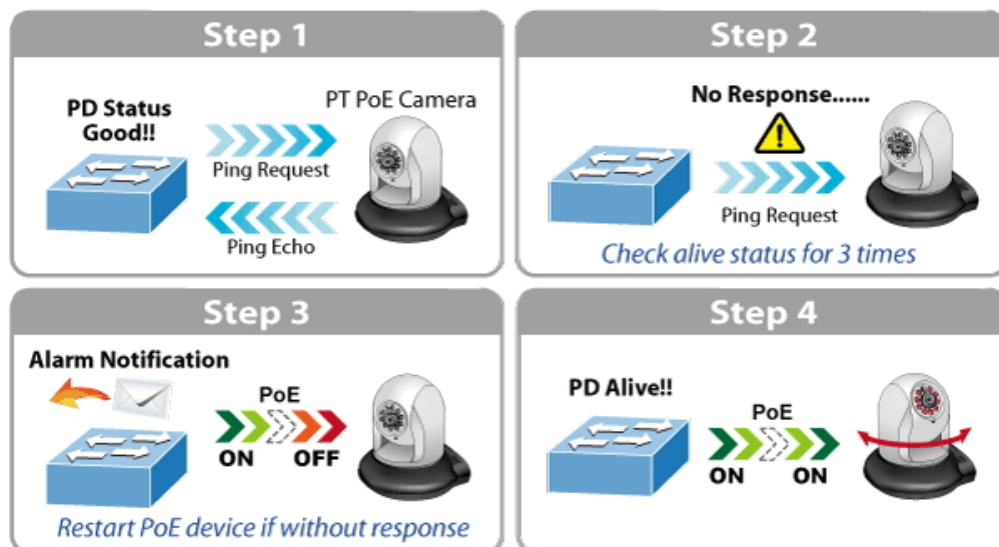 Step 1
PD Status
Good!!
PT PoE Camera
Ping Request
Ping Echo
Step 2
No Response......
Ping Request
Check alive status for 3 times
Step 3
Alarm Notification
PoE
ON OFF
Restart PoE device if without response
Step 4
PD Alive!!
PoE
ON ON